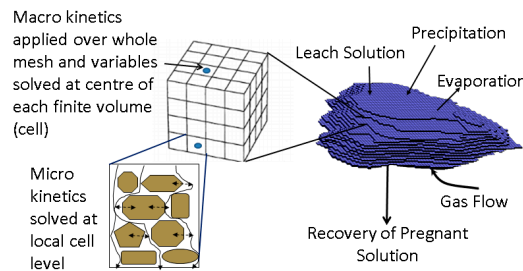 Macro kinetics
applied over whole
mesh and variables
solved at centre of
each finite volume
(cell)
Micro
kinetics
solved at
local cell
level
Precipitation
Leach Solution
Evaporation
Gas Flow
Recovery of Pregnant
Solution